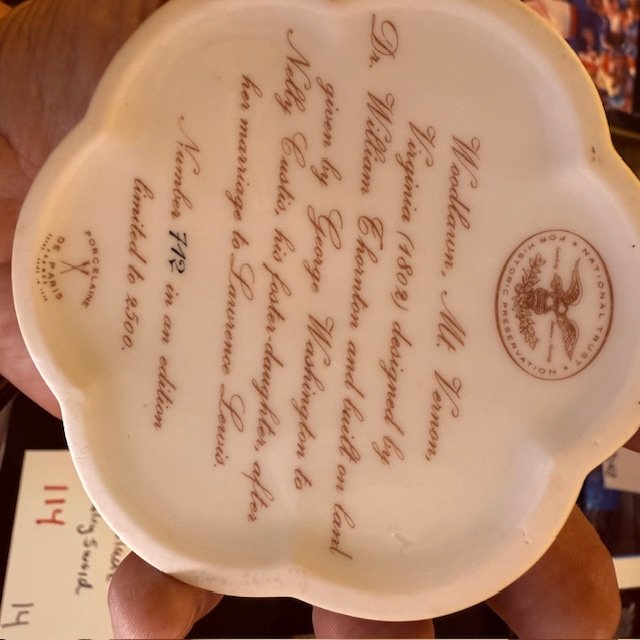 NATIONAL TRUST
FOR HISTORIC PRESERVATION
Woodlawn, Mt. Vernon,
Virginia (1802) designed by
Dr. William Thornton and built on land
given by George Washington to
Nelly Custis, his foster-daughter, after
her marriage to Lawrence Lewis.
Number 712 in an edition
limited to 2500.
PORCELAINE
DE PARIS
114
14